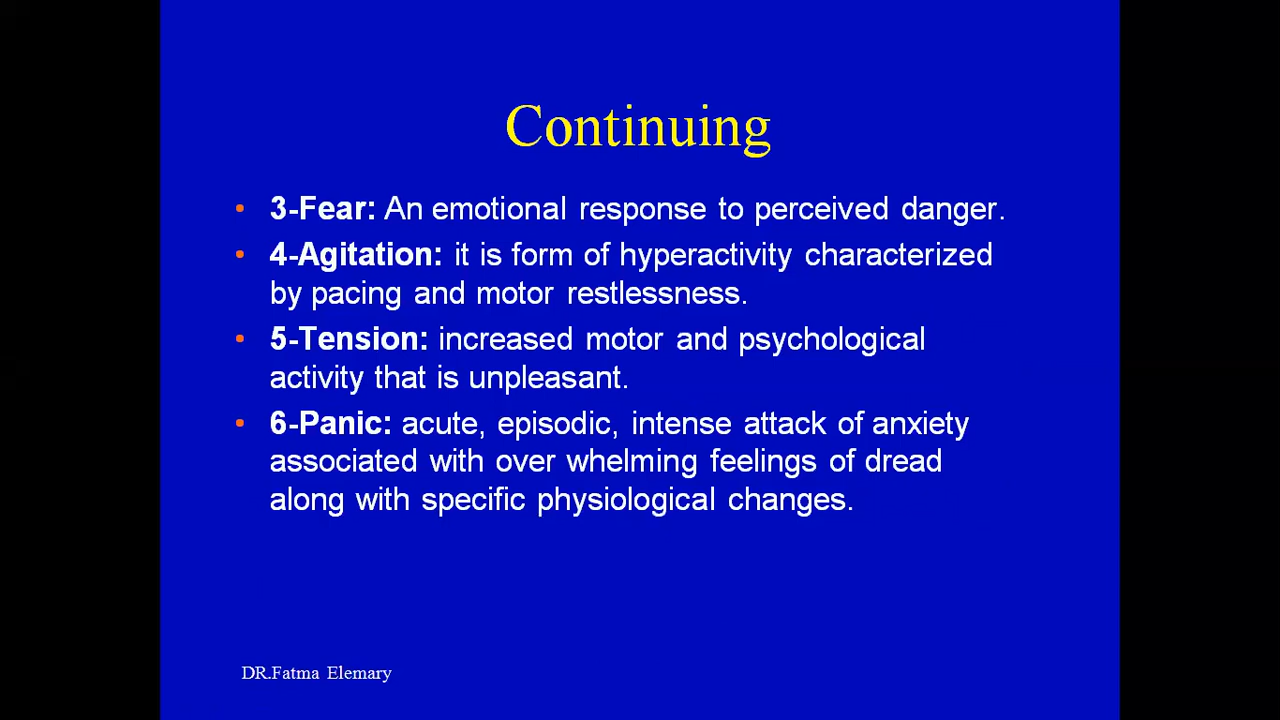 Continuing
• 3-Fear: An emotional response to perceived danger.
• 4-Agitation: it is form of hyperactivity characterized
by pacing and motor restlessness.
• 5-Tension: increased motor and psychological
activity that is unpleasant.
• 6-Panic: acute, episodic, intense attack of anxiety
associated with over whelming feelings of dread
along with specific physiological changes.
DR.Fatma Elemary